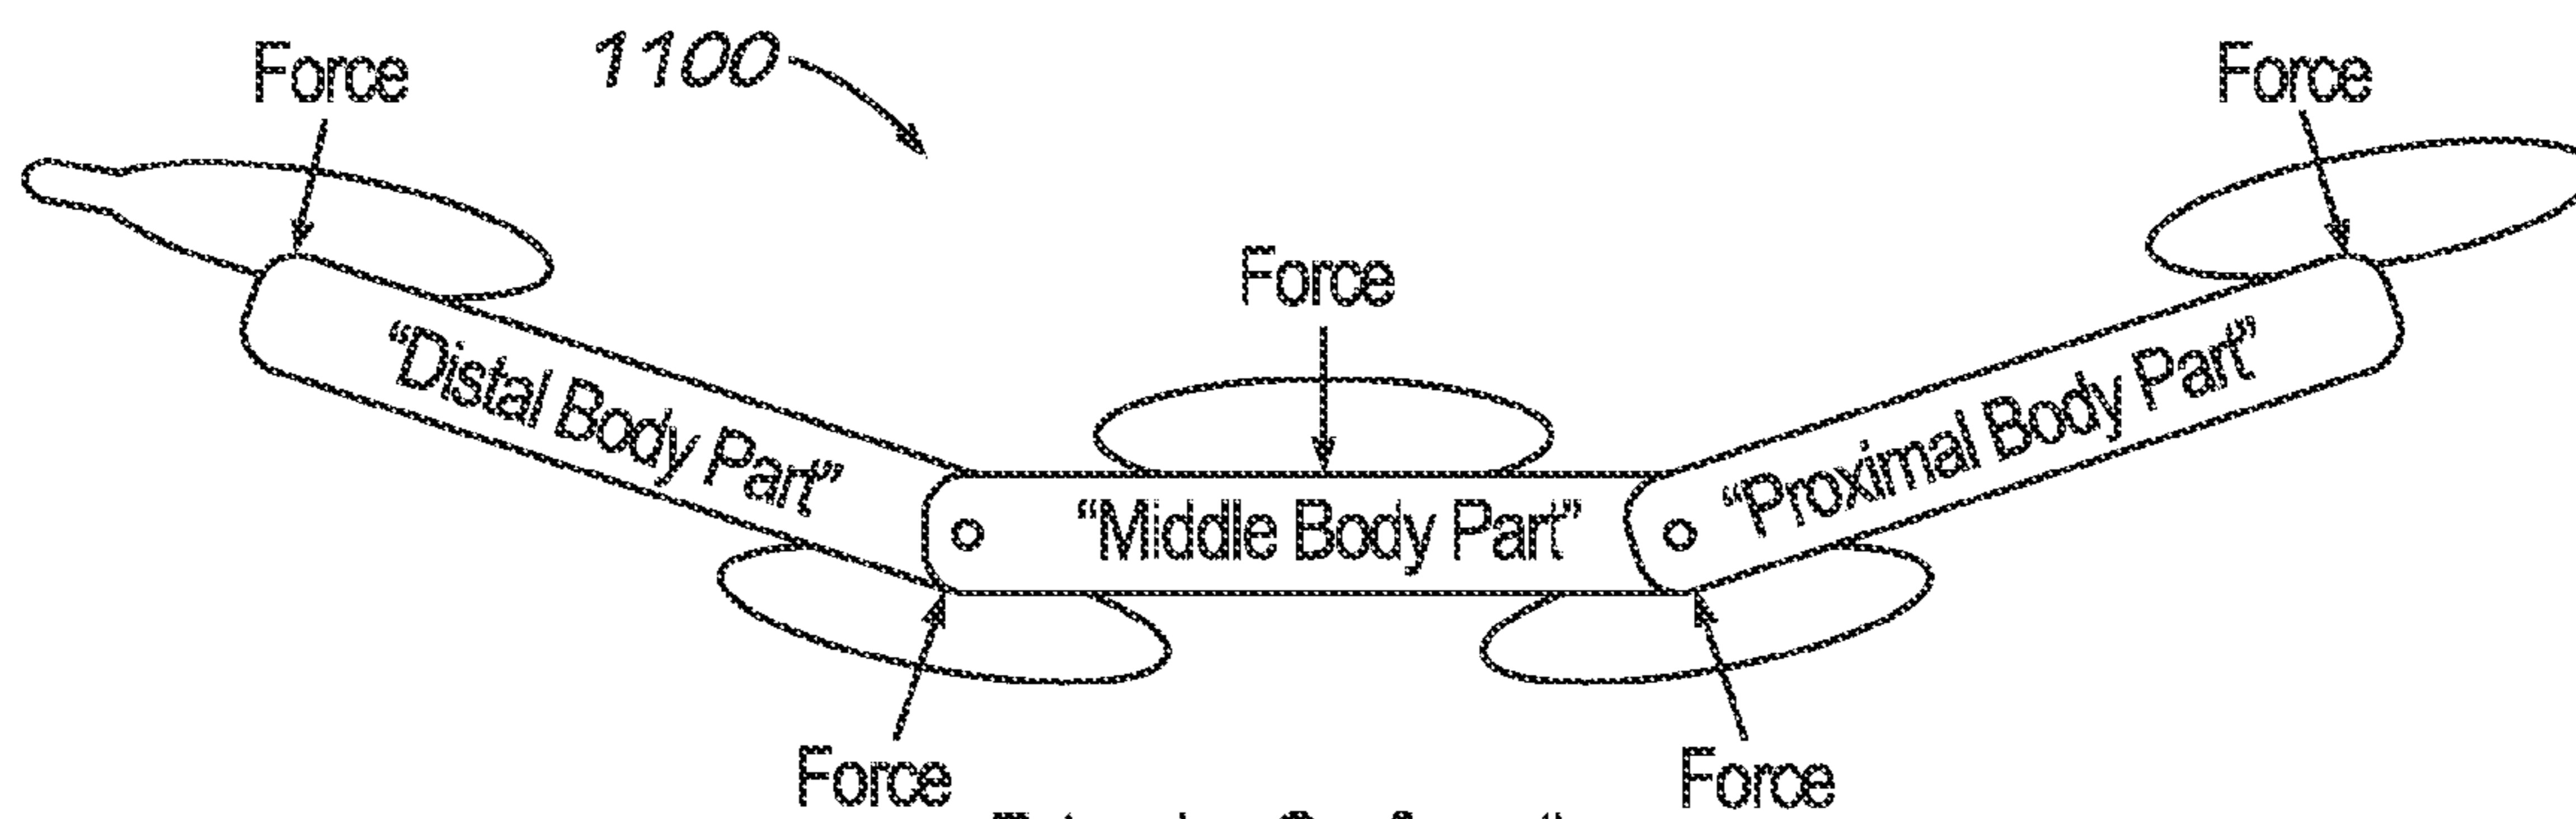 Force
1100
Force
Force
“Distal Body Part”
“Middle Body Part”
“Proximal Body Part”
Force
Force